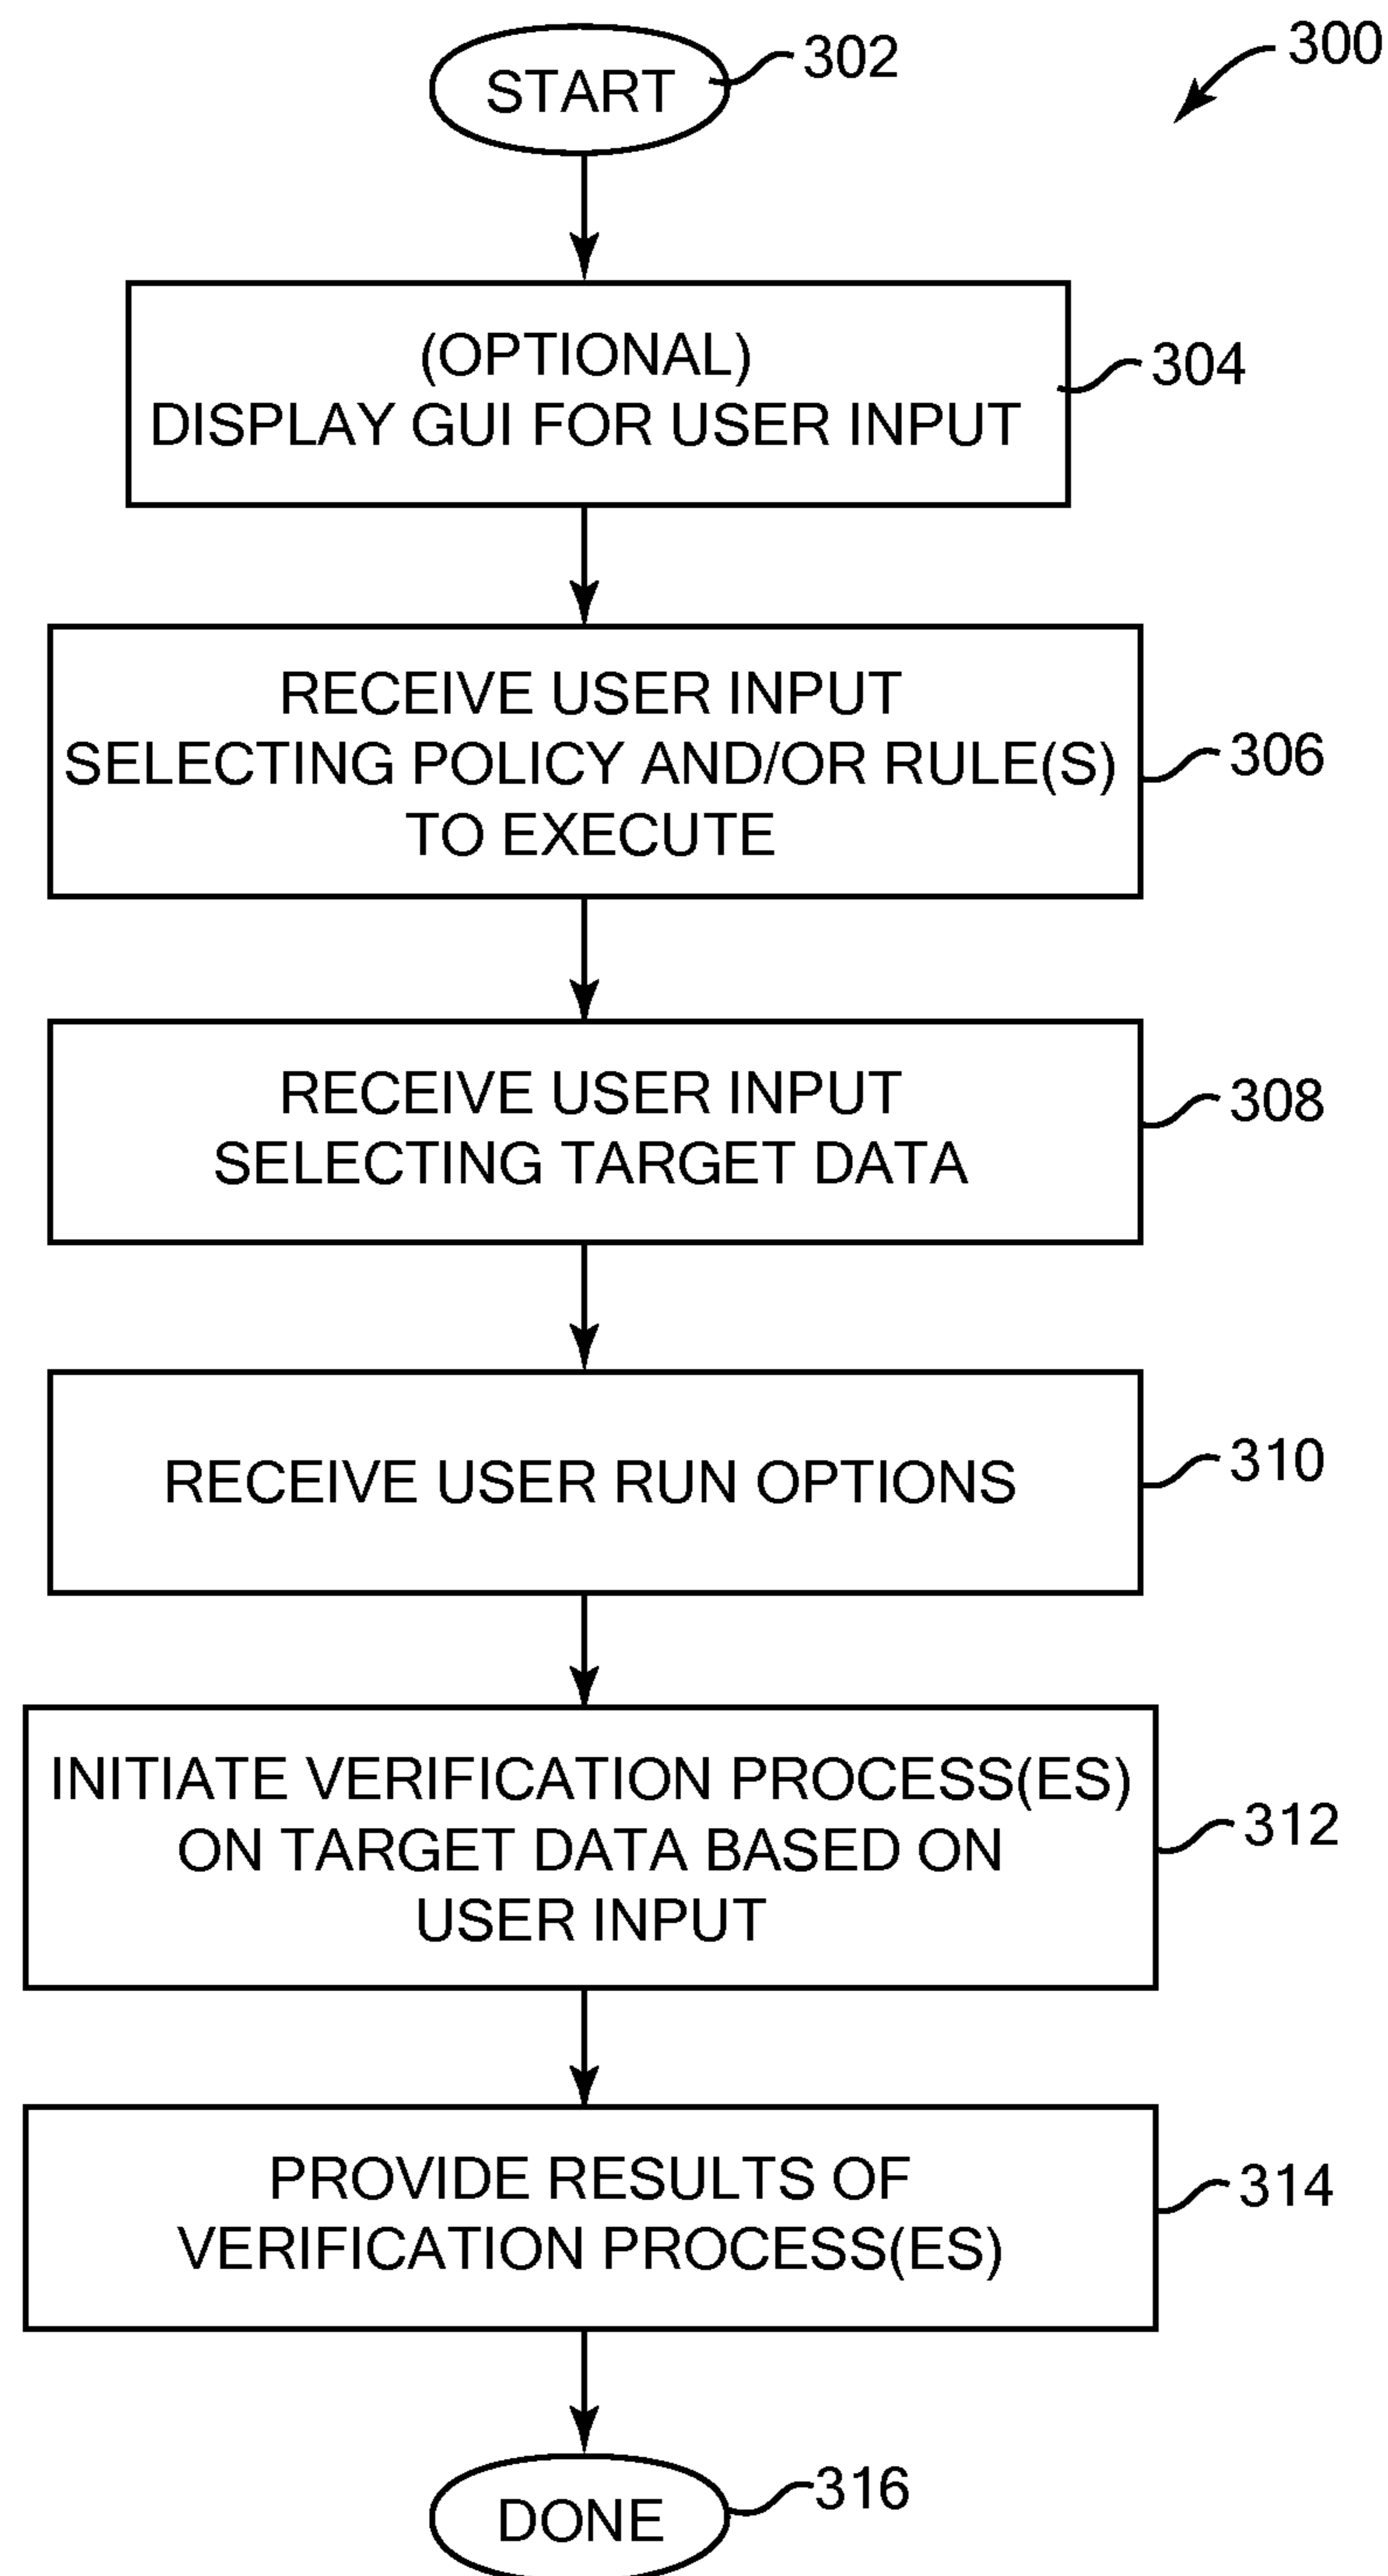 300
START
302
(OPTIONAL)
DISPLAY GUI FOR USER INPUT
304
RECEIVE USER INPUT
SELECTING POLICY AND/OR RULE(S)
TO EXECUTE
306
RECEIVE USER INPUT
SELECTING TARGET DATA
308
RECEIVE USER RUN OPTIONS
310
INITIATE VERIFICATION PROCESS(ES)
ON TARGET DATA BASED ON
USER INPUT
312
PROVIDE RESULTS OF
VERIFICATION PROCESS(ES)
314
DONE
316